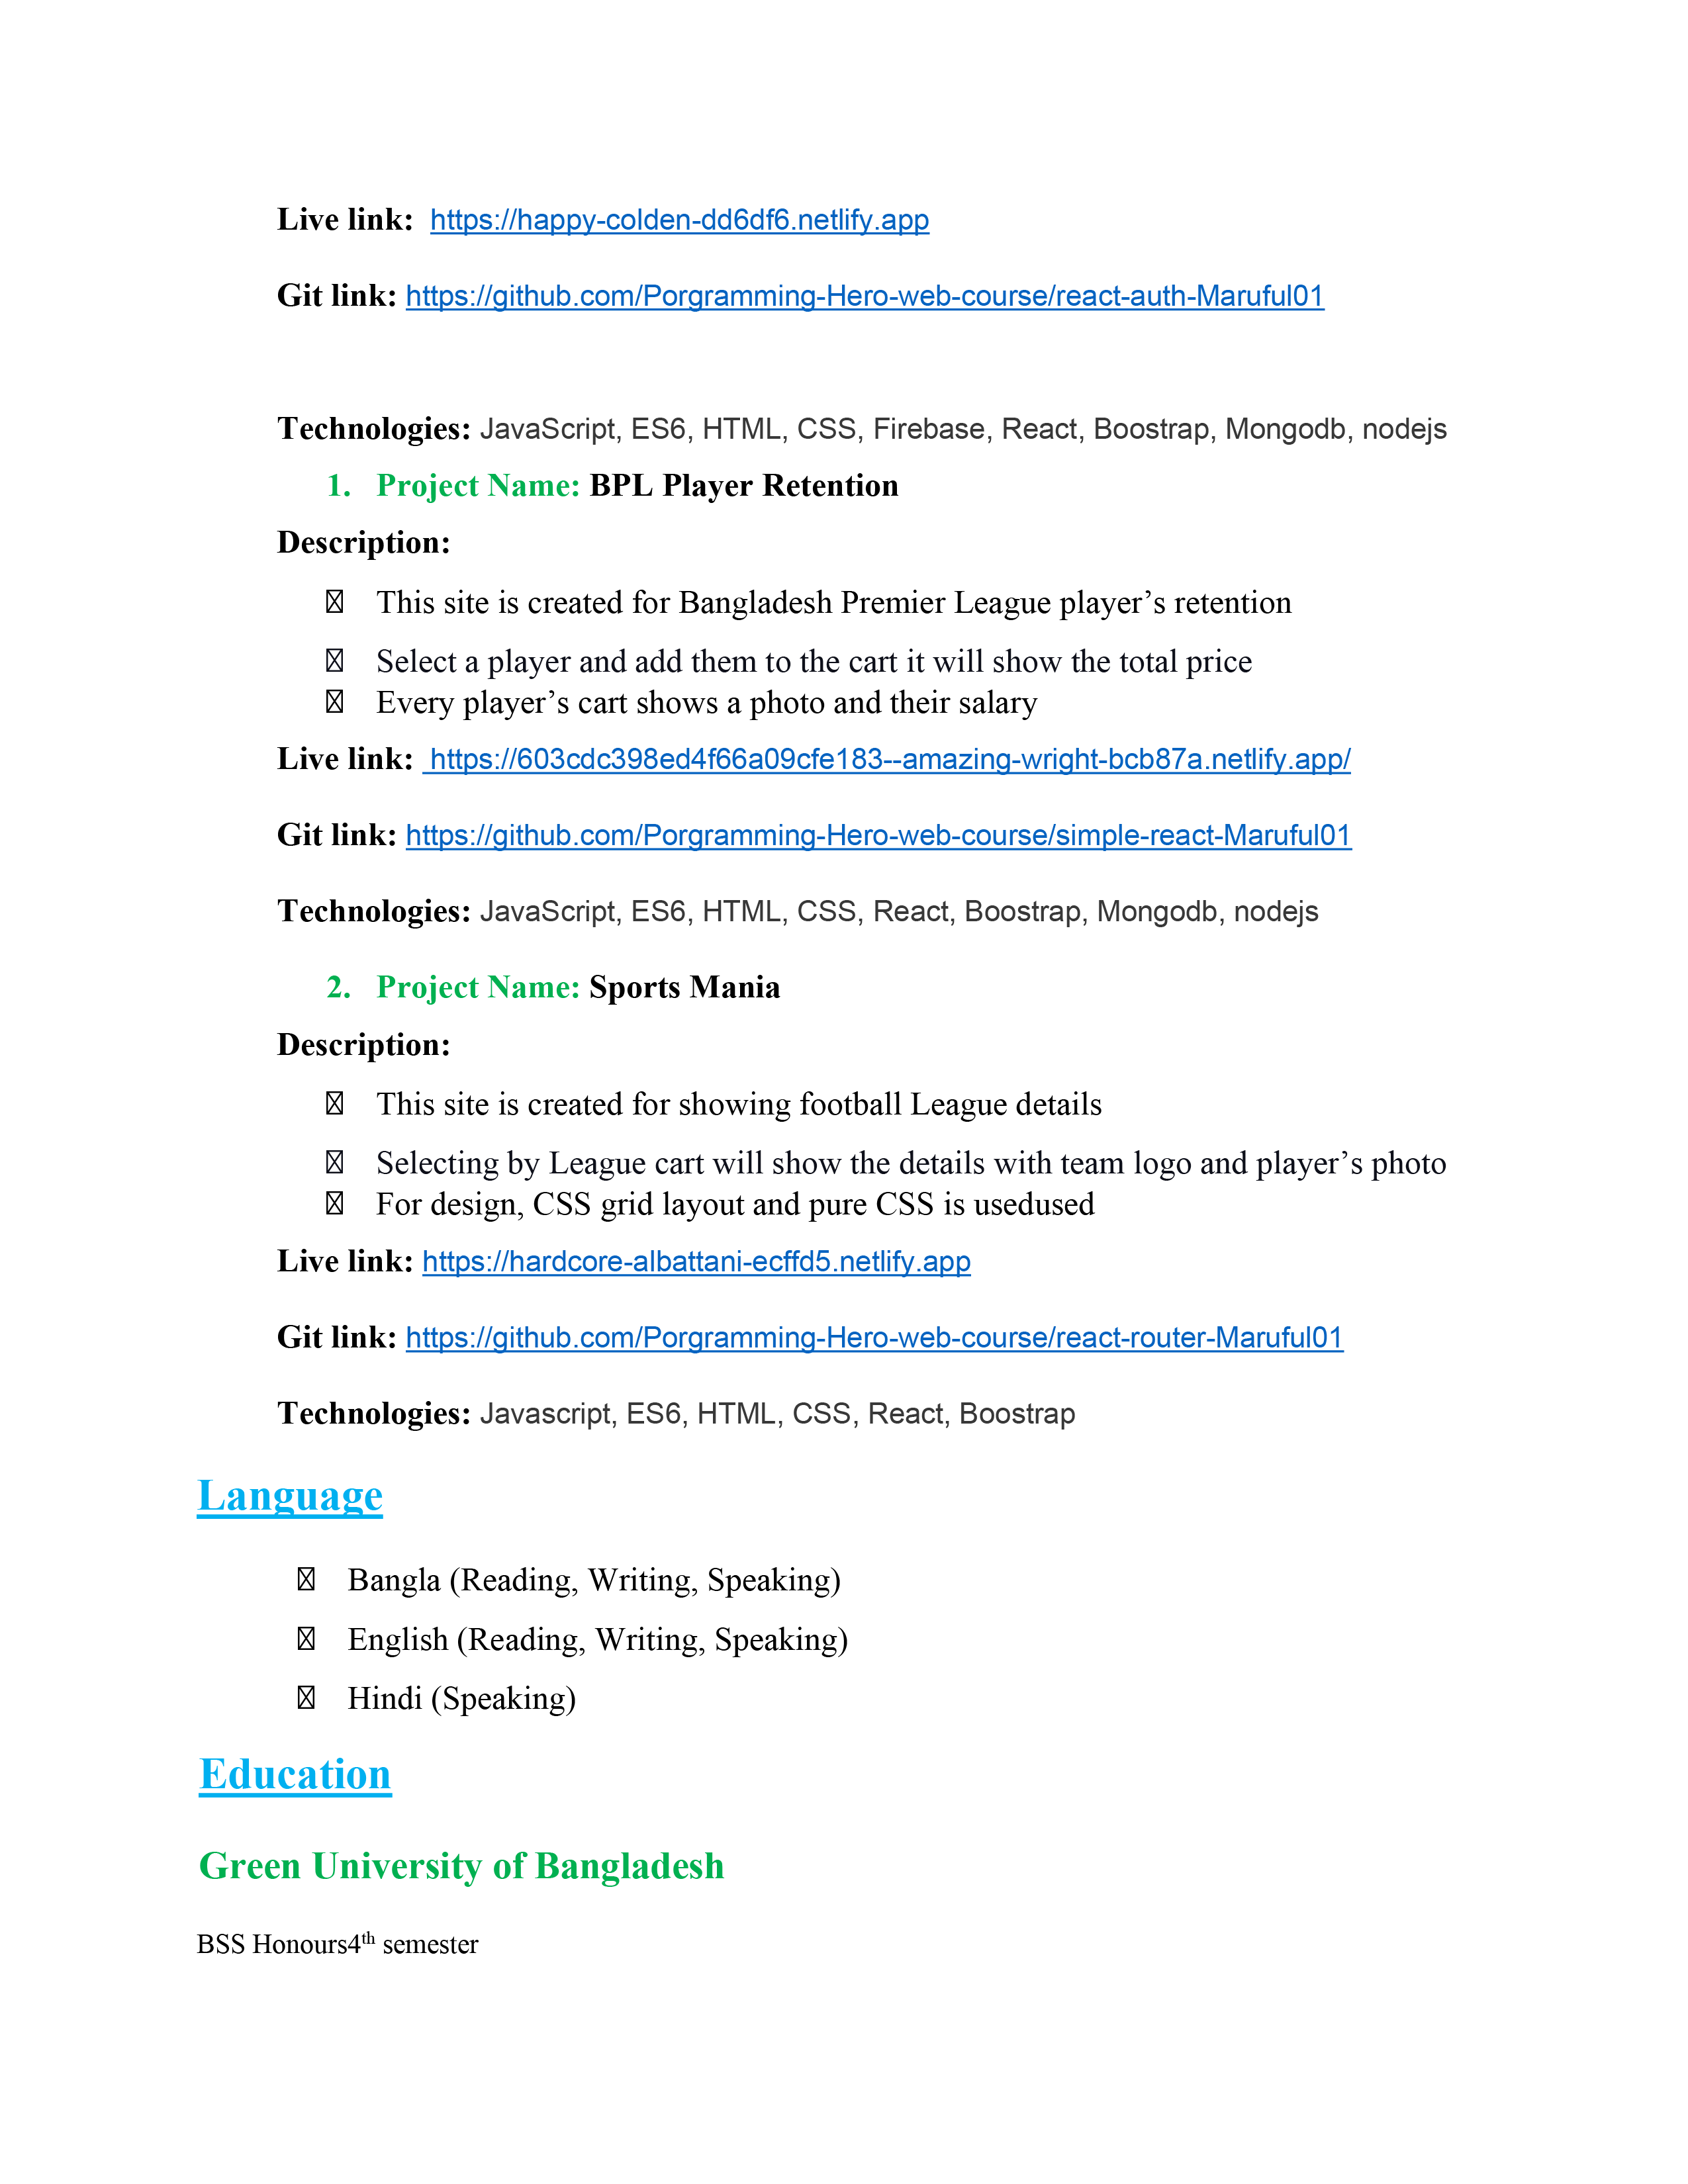 Live link: https://happy-colden-dd6df6.netlify.app
Git link: https://github.com/Porgramming-Hero-web-course/react-auth-Maruful01
Technologies: JavaScript, ES6, HTML, CSS, Firebase, React, Boostrap, Mongodb, nodejs
1. Project Name: BPL Player Retention
Description:
This site is created for Bangladesh Premier League player’s retention
Select a player and add them to the cart it will show the total price
Every player’s cart shows a photo and their salary
Live link: https://603cdc398ed4f66a09cfe183--amazing-wright-bcb87a.netlify.app/
Git link: https://github.com/Porgramming-Hero-web-course/simple-react-Maruful01
Technologies: JavaScript, ES6, HTML, CSS, React, Boostrap, Mongodb, nodejs
2. Project Name: Sports Mania
Description:
This site is created for showing football League details
Selecting by League cart will show the details with team logo and player’s photo
For design, CSS grid layout and pure CSS is usedused
Live link: https://hardcore-albattani-ecffd5.netlify.app
Git link: https://github.com/Porgramming-Hero-web-course/react-router-Maruful01
Technologies: Javascript, ES6, HTML, CSS, React, Boostrap
Language
Bangla (Reading, Writing, Speaking)
English (Reading, Writing, Speaking)
Hindi (Speaking)
Education
Green University of Bangladesh
BSS Honours4th semester